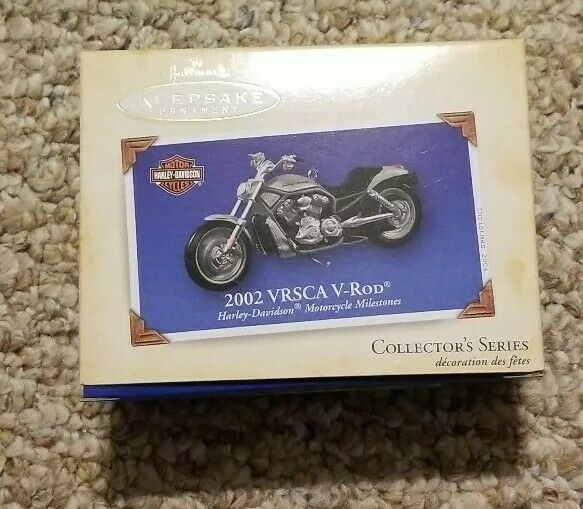 Hallmark
KEEPSAKE
ORNAMENT
MOTOR
HARLEY-DAVIDSON
CYCLES
2002 VRSCA V-ROD®
Harley-Davidson® Motorcycle Milestones
COLLECTOR'S SERIES
décoration des fêtes